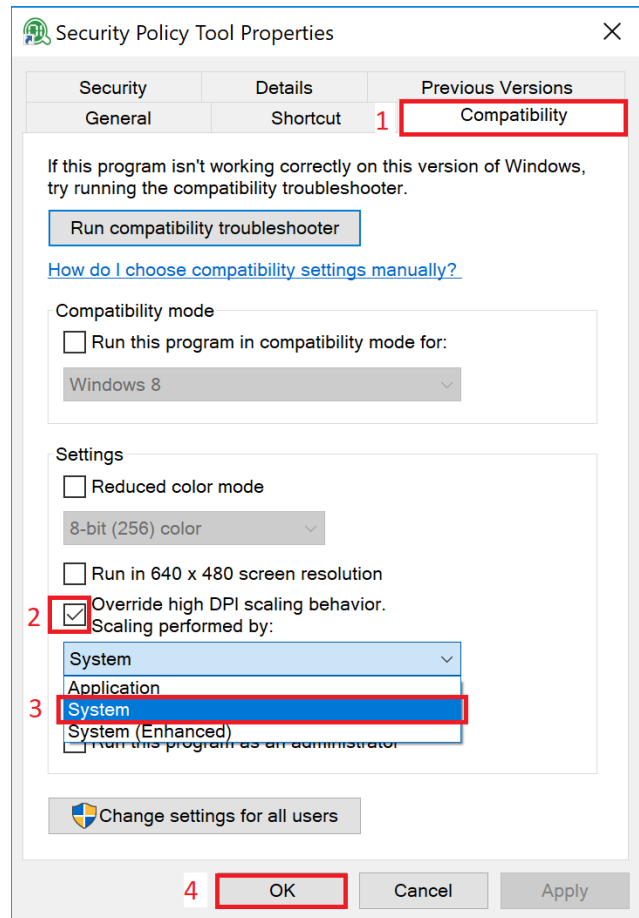 Security Policy Tool Properties
Security Details Previous Versions
General Shortcut 1 Compatibility
If this program isn't working correctly on this version of Windows,
try running the compatibility troubleshooter.
Run compatibility troubleshooter
How do I choose compatibility settings manually?
Compatibility mode
Run this program in compatibility mode for:
Windows 8
Settings
Reduced color mode
8-bit (256) color
Run in 640 x 480 screen resolution
2 Override high DPI scaling behavior.
Scaling performed by:
System
Application
3 System
System (Enhanced)
Run this program as an administrator
Change settings for all users
4 OK Cancel Apply